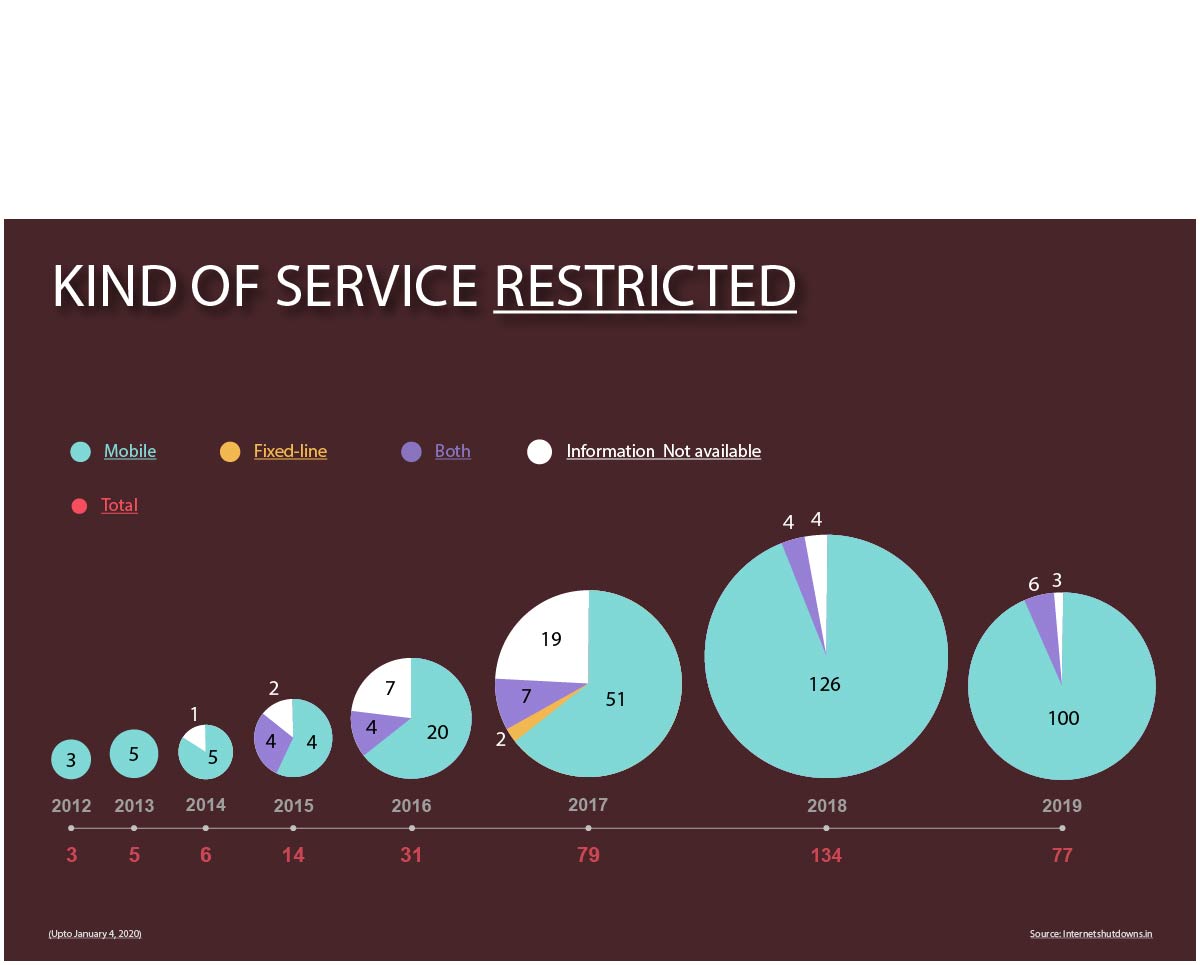 KIND OF SERVICE RESTRICTED
Mobile Fixed-line Both Information Not available
Total
4 4
6 3
19
1 2 7 7 126
3 5 5 4 4 4 20 2 51 100
2012 2013 2014 2015 2016 2017 2018 2019
3 5 6 14 31 79 134 77
(Upto January 4, 2020) Source: Internetshutdowns.in